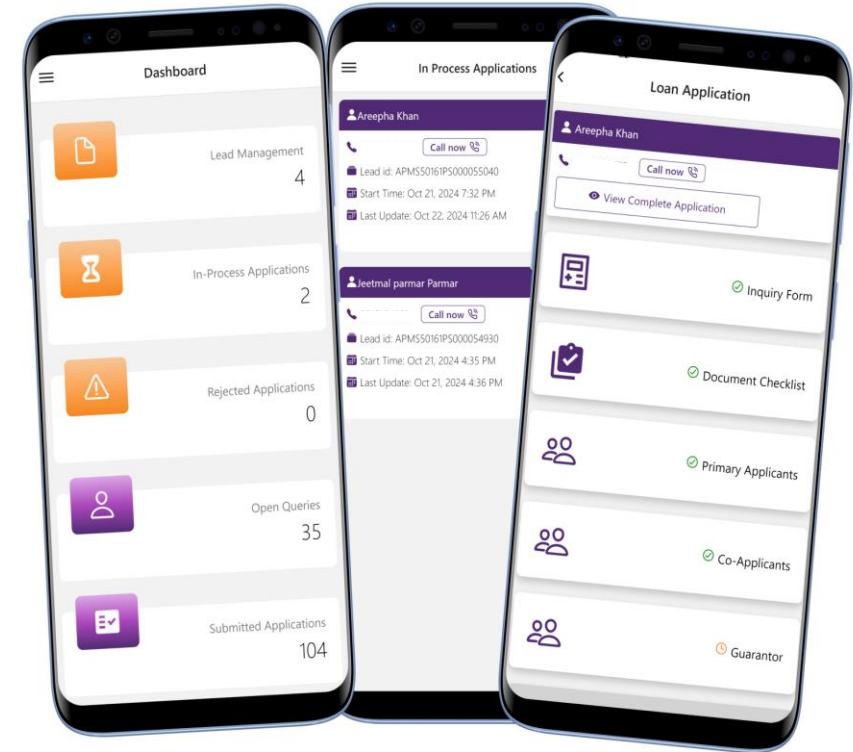 Dashboard
Lead Management
4
In-Process Applications
2
Rejected Applications
0
Open Queries
35
Submitted Applications
104
In Process Applications
Areepha Khan
Call now
Lead id: APMS50161PS000055040
Start Time: Oct 21, 2024 7:32 PM
Last Update: Oct 22, 2024 11:26 AM
Jeetmal parmar Parmar
Call now
Lead id: APMS50161PS000054930
Start Time: Oct 21, 2024 4:35 PM
Last Update: Oct 21, 2024 4:36 PM
Loan Application
Areepha Khan
Call now
View Complete Application
Inquiry Form
Document Checklist
Primary Applicants
Co-Applicants
Guarantor